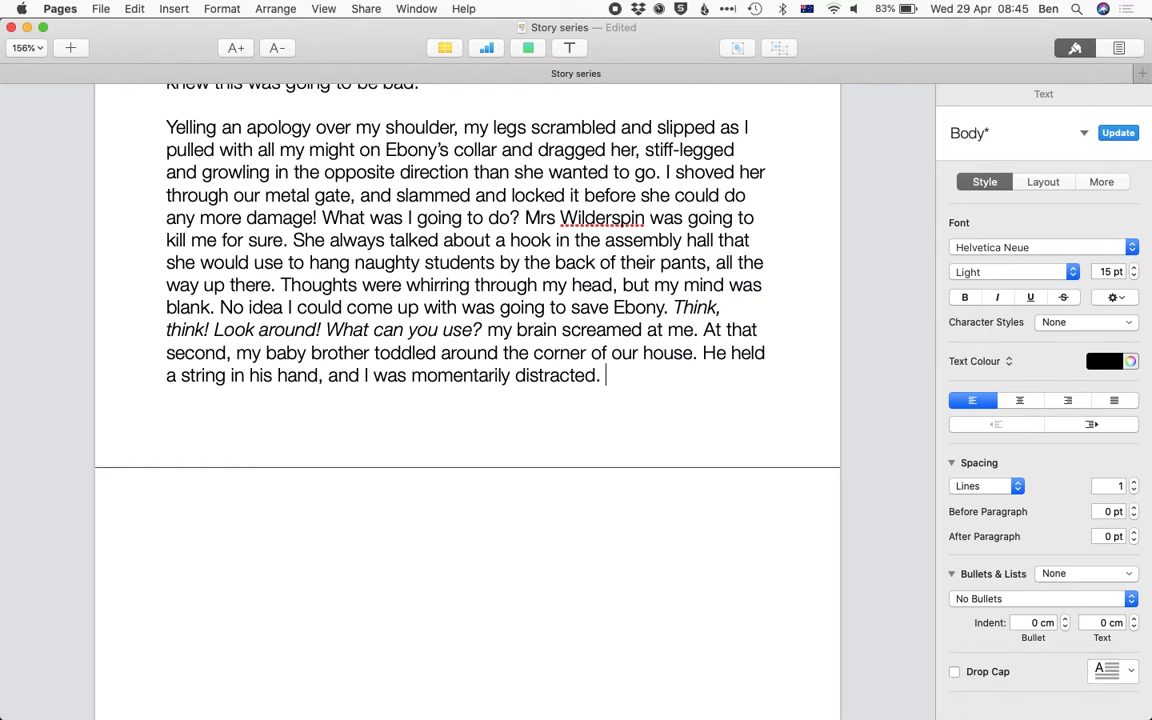 Pages File Edit Insert Format Arrange View Share Window Help 83% Wed 29 Apr 08:45 Ben
Story series — Edited
156% A+ A− T
Story series
knew this was going to be bad.
Yelling an apology over my shoulder, my legs scrambled and slipped as I
pulled with all my might on Ebony’s collar and dragged her, stiff-legged
and growling in the opposite direction than she wanted to go. I shoved her
through our metal gate, and slammed and locked it before she could do
any more damage! What was I going to do? Mrs Wilderspin was going to
kill me for sure. She always talked about a hook in the assembly hall that
she would use to hang naughty students by the back of their pants, all the
way up there. Thoughts were whirring through my head, but my mind was
blank. No idea I could come up with was going to save Ebony. Think,
think! Look around! What can you use? my brain screamed at me. At that
second, my baby brother toddled around the corner of our house. He held
a string in his hand, and I was momentarily distracted.
Text
Body* Update
Style Layout More
Font
Helvetica Neue
Light 15 pt
B I U S
Character Styles None
Text Colour
Spacing
Lines 1
Before Paragraph 0 pt
After Paragraph 0 pt
Bullets & Lists None
No Bullets
Indent: 0 cm 0 cm
Bullet Text
Drop Cap A